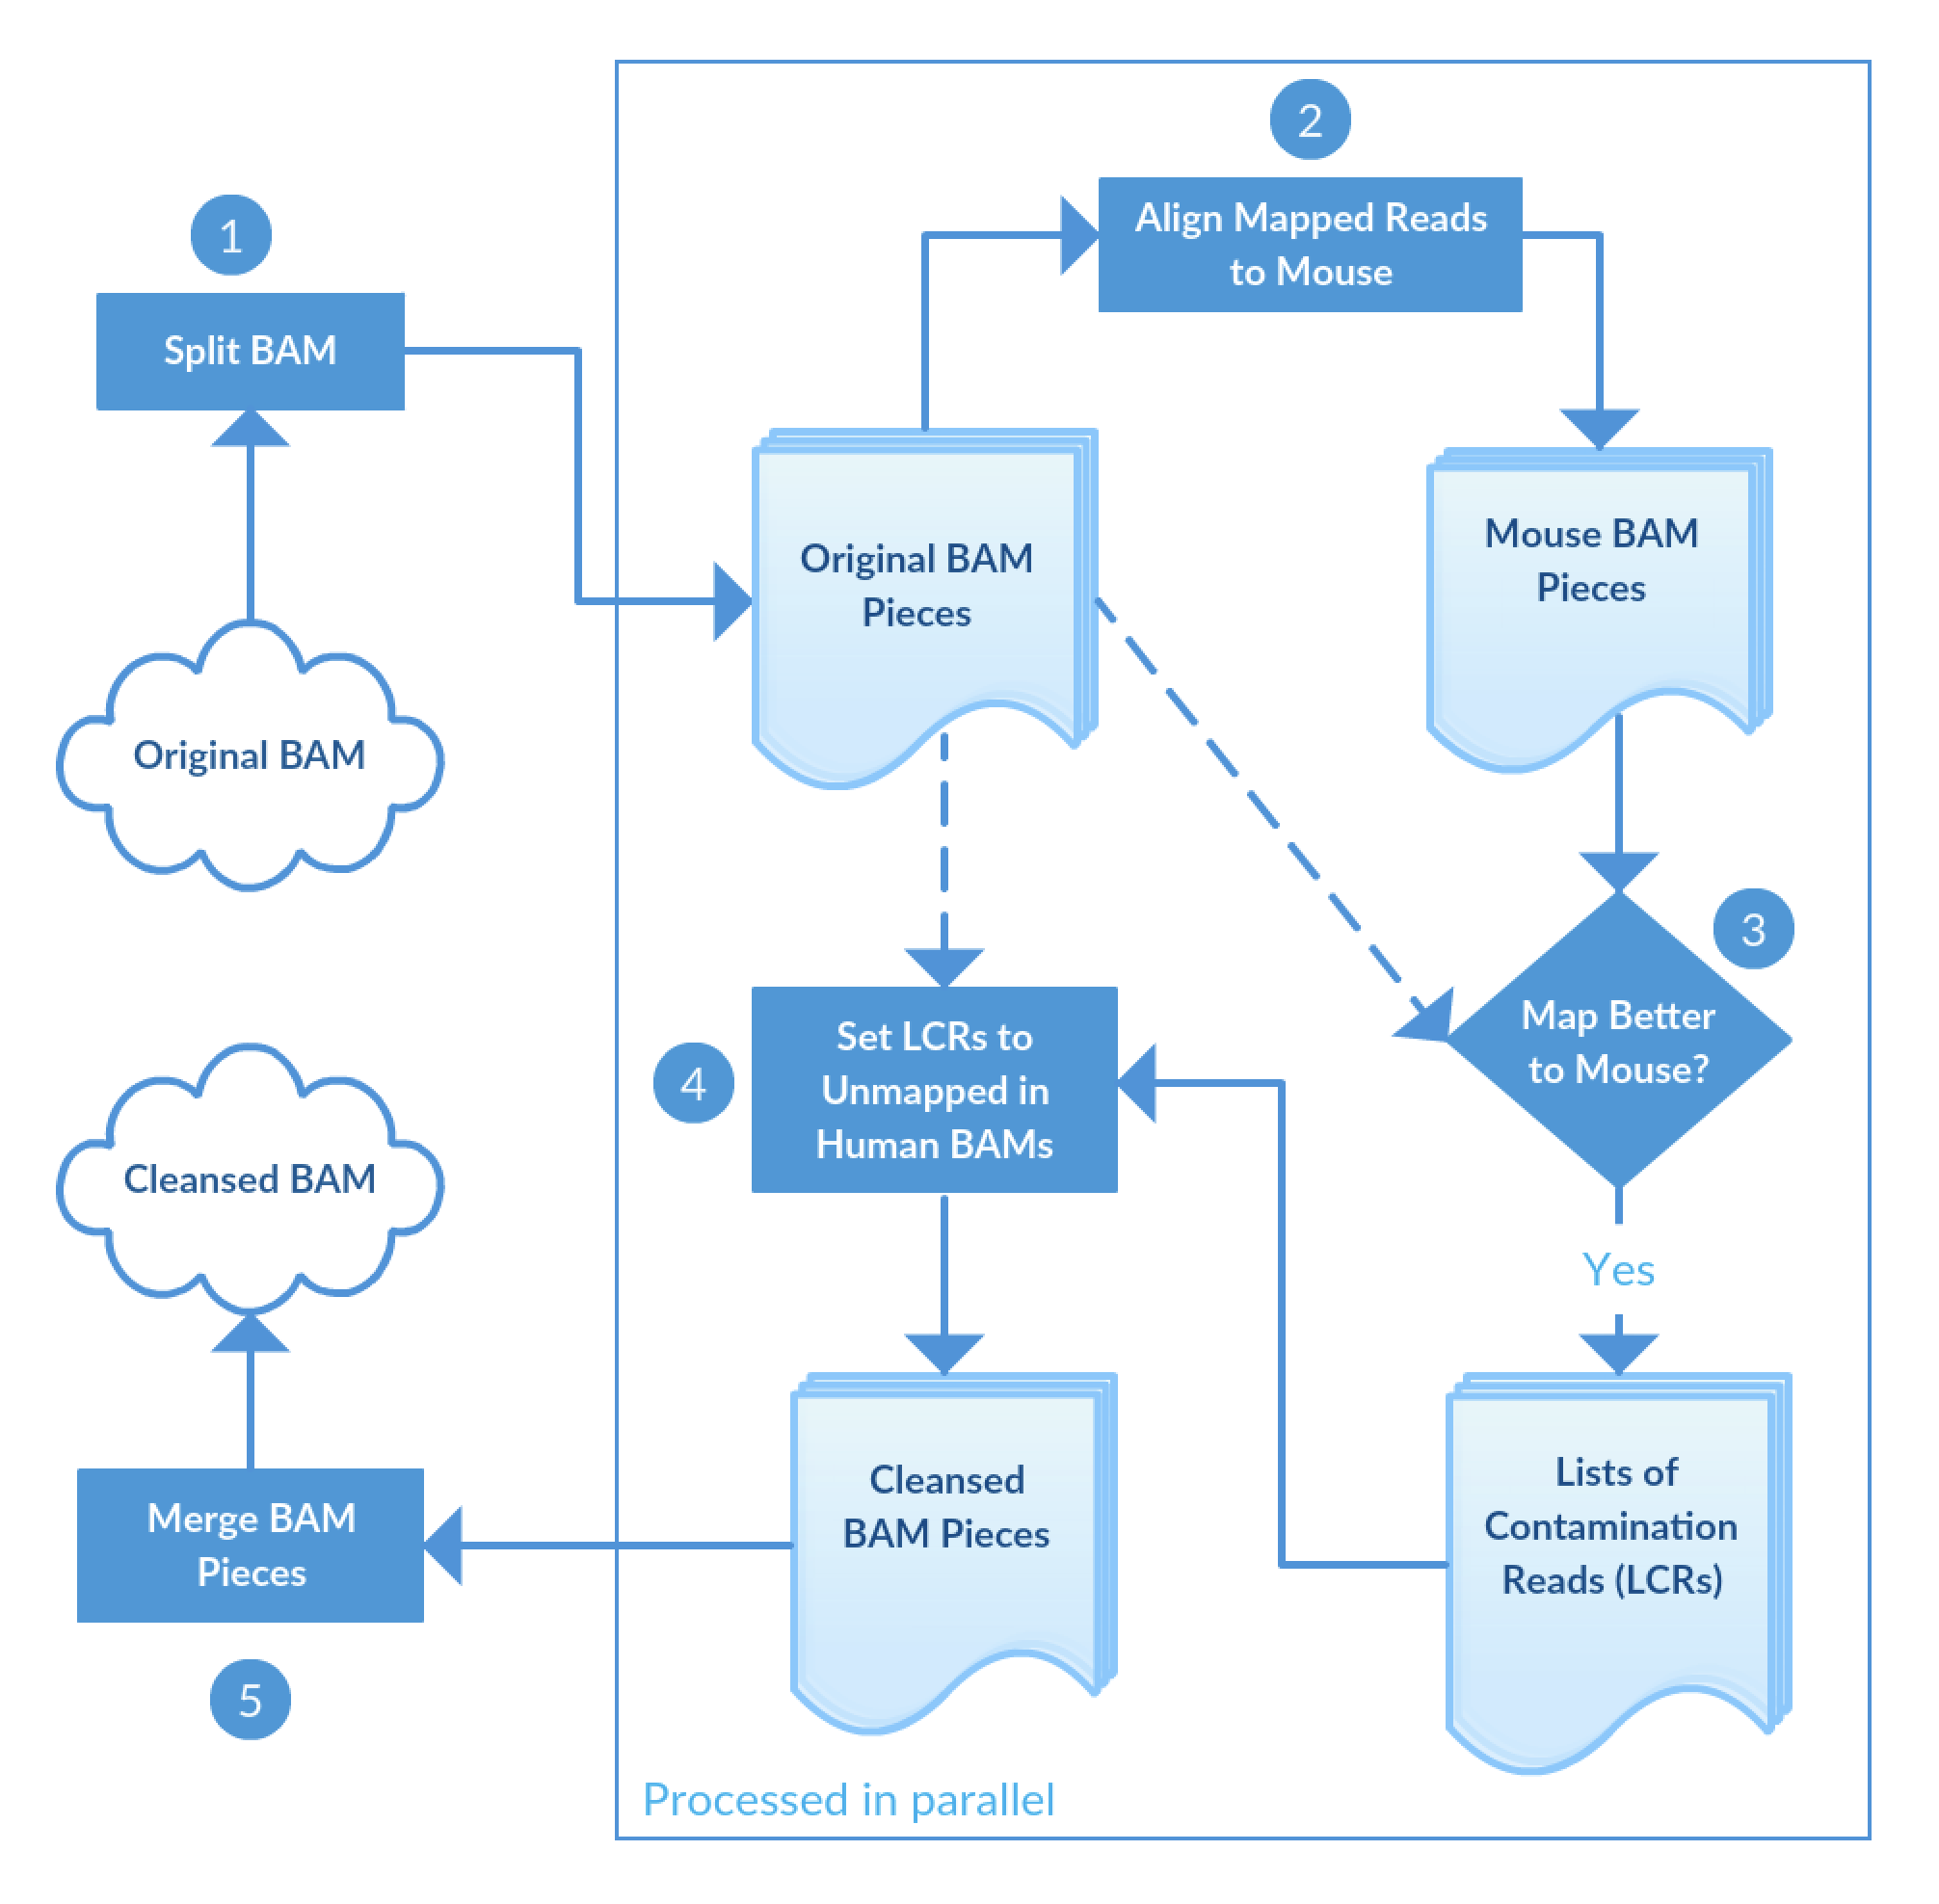 1
Split BAM
Original BAM
2
Align Mapped Reads
to Mouse
Original BAM
Pieces
Mouse BAM
Pieces
3
Map Better
to Mouse?
Yes
Lists of
Contamination
Reads (LCRs)
4
Set LCRs to
Unmapped in
Human BAMs
Cleansed
BAM Pieces
Processed in parallel
5
Merge BAM
Pieces
Cleansed BAM